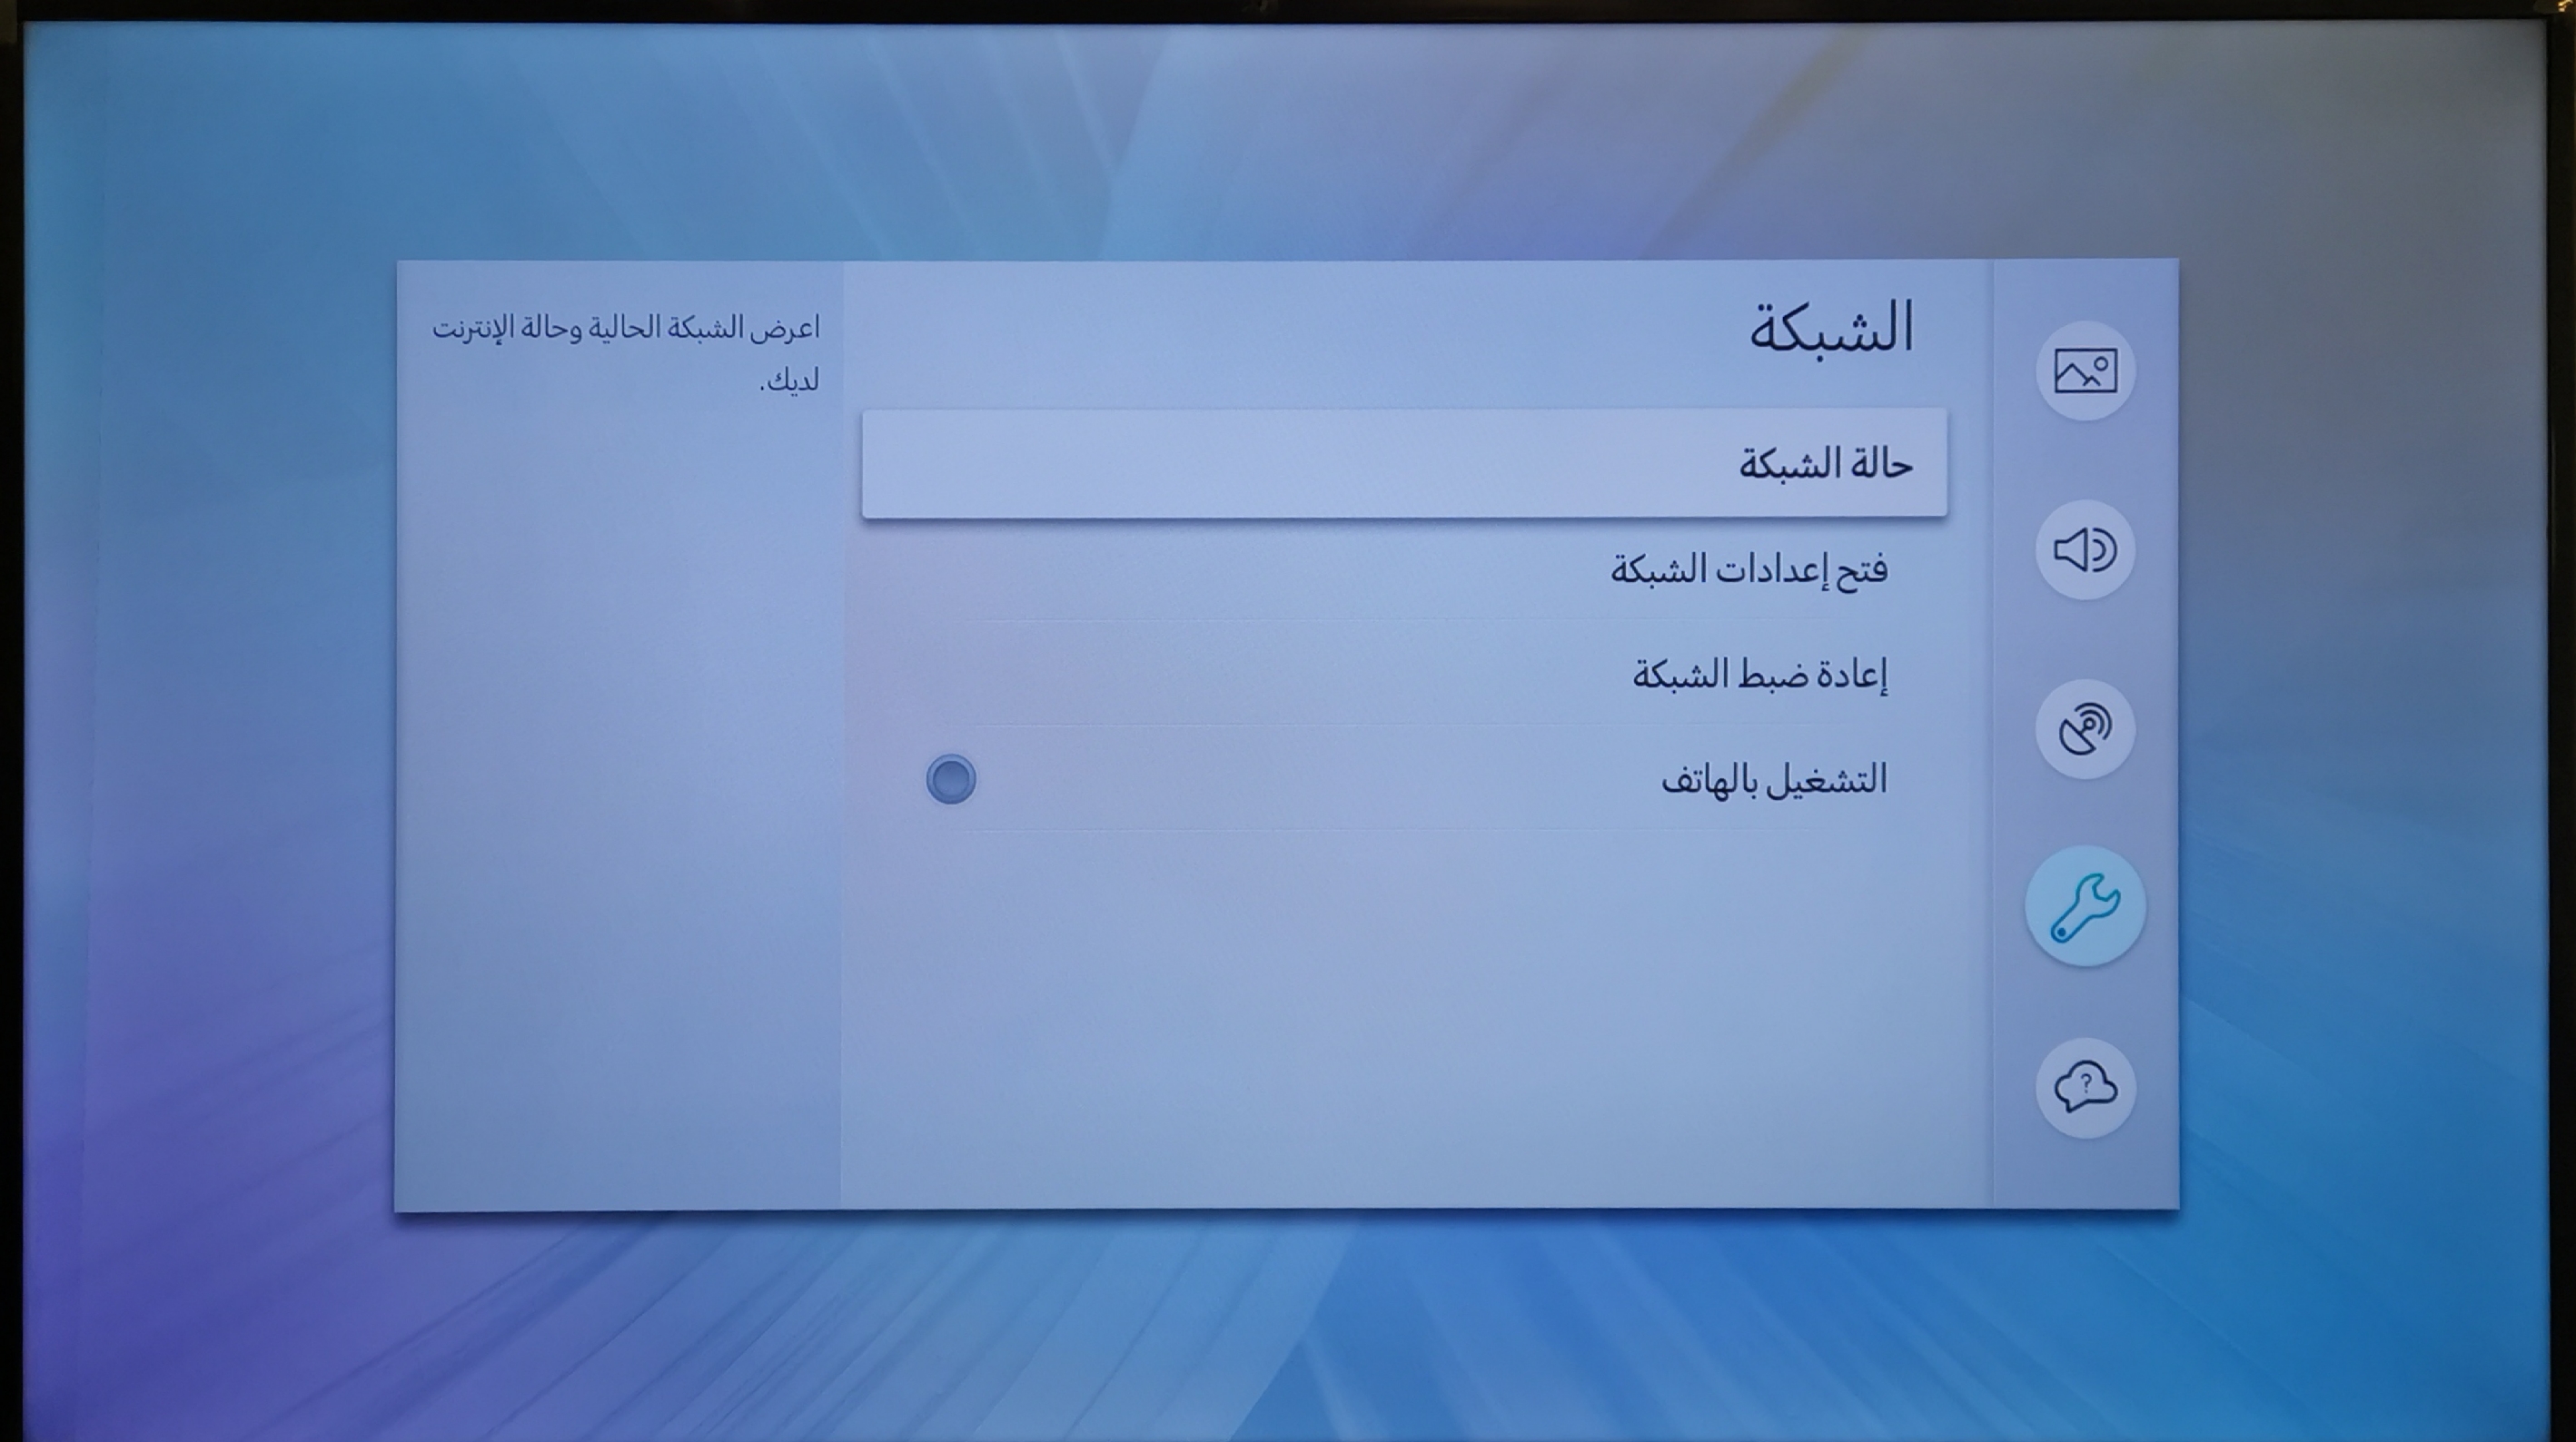 الشبكة
حالة الشبكة
فتح إعدادات الشبكة
إعادة ضبط الشبكة
التشغيل بالهاتف
اعرض الشبكة الحالية وحالة الإنترنت
لديك.
?